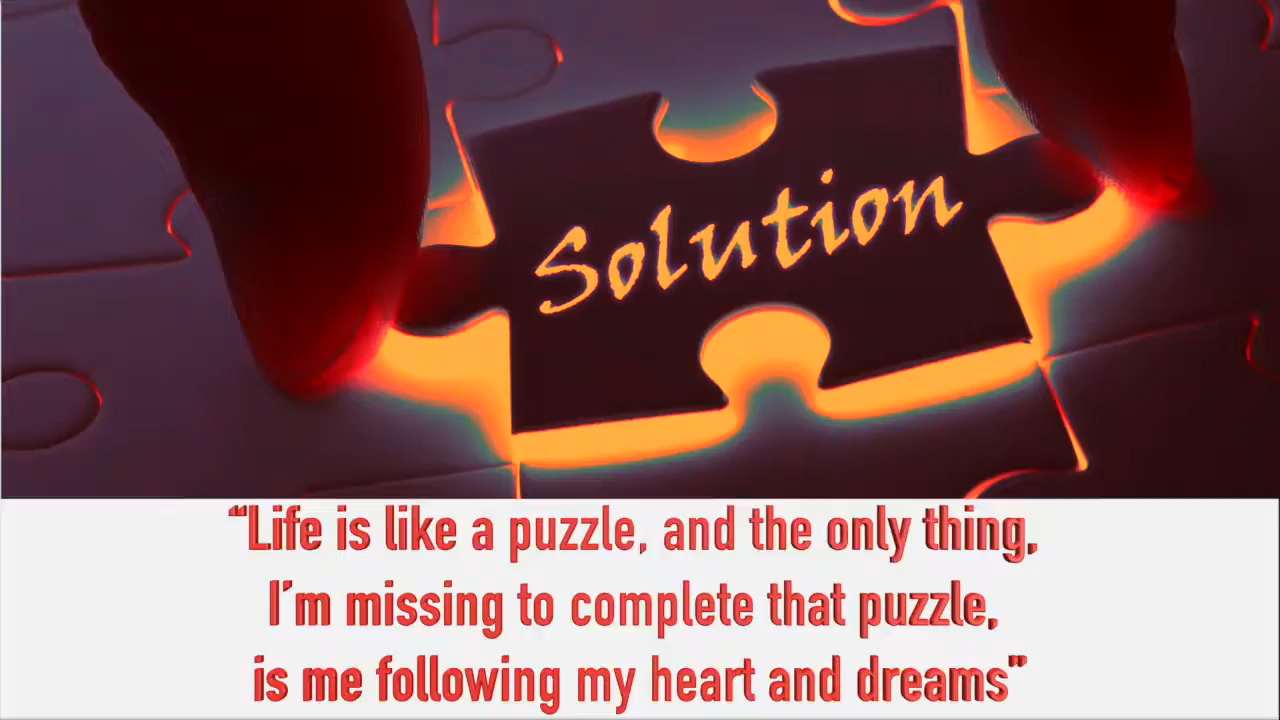 Solution
“Life is like a puzzle, and the only thing,
I´m missing to complete that puzzle,
is me following my heart and dreams”